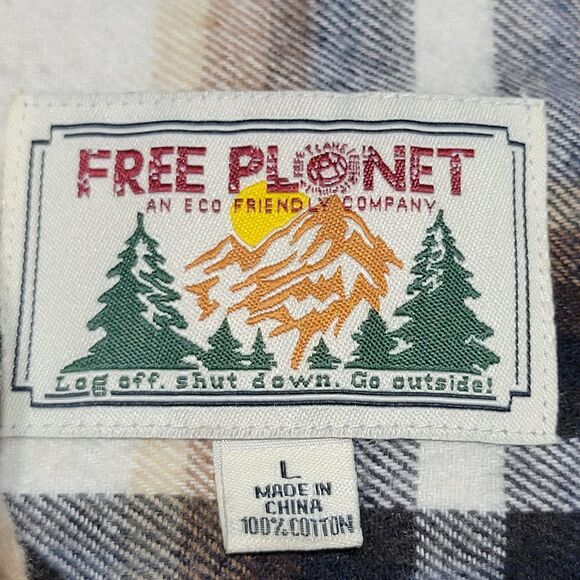 FREE PLANET
AN ECO FRIENDLY COMPANY
Log off. shut down. Go outside!
L
MADE IN
CHINA
100% COTTON